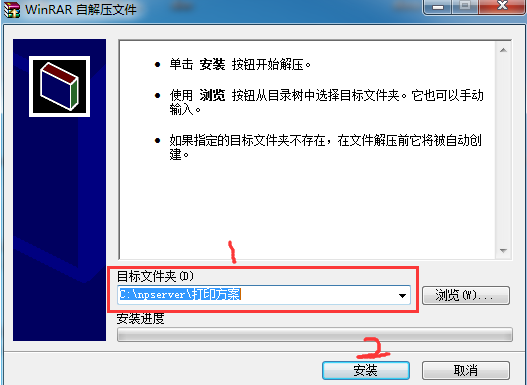 WinRAR 自解压文件
单击 安装 按钮开始解压。
使用 浏览 按钮从目录树中选择目标文件夹。它也可以手动
输入。
如果指定的目标文件夹不存在，在文件解压前它将被自动创
建。
1
目标文件夹(D)
C:\npserver\打印方案
浏览(W)...
安装进度
2
安装
取消